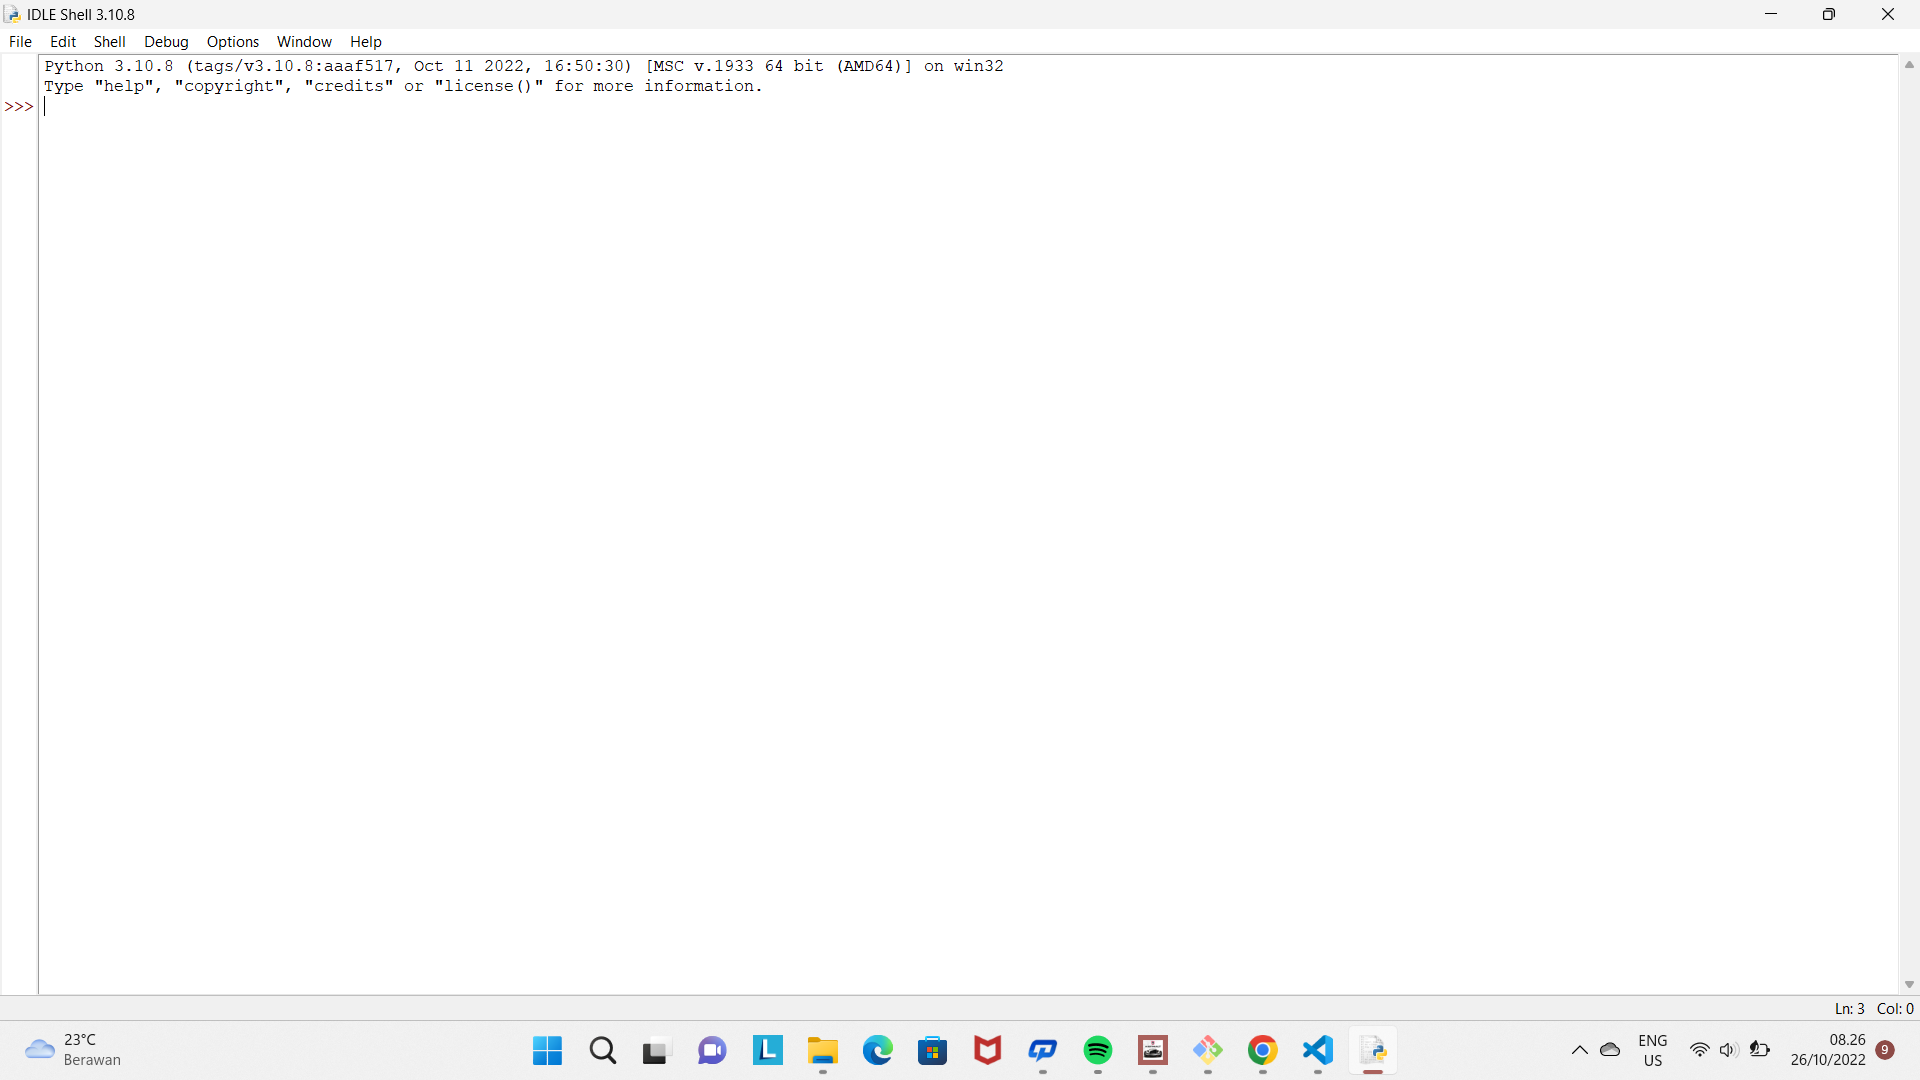 IDLE Shell 3.10.8
File Edit Shell Debug Options Window Help
Python 3.10.8 (tags/v3.10.8:aaaf517, Oct 11 2022, 16:50:30) [MSC v.1933 64 bit (AMD64)] on win32
Type "help", "copyright", "credits" or "license()" for more information.
>>>
Ln: 3 Col: 0
23°C
Berawan
L
ENG
US
08.26
26/10/2022
9